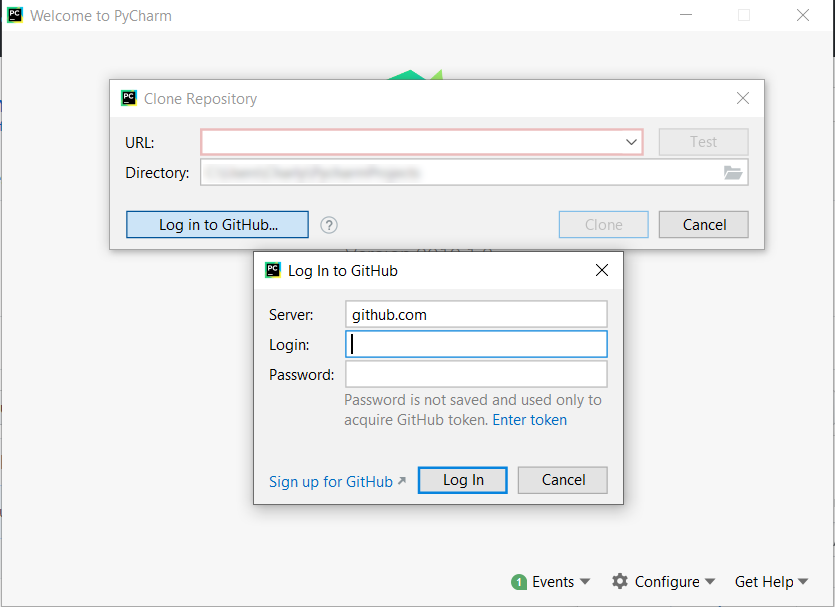 PC Welcome to PyCharm
PC Clone Repository
URL:
Test
Directory:
Log in to GitHub...
?
Clone
Cancel
PC Log In to GitHub
Server: github.com
Login:
Password:
Password is not saved and used only to
acquire GitHub token. Enter token
Sign up for GitHub
Log In
Cancel
1 Events
Configure
Get Help